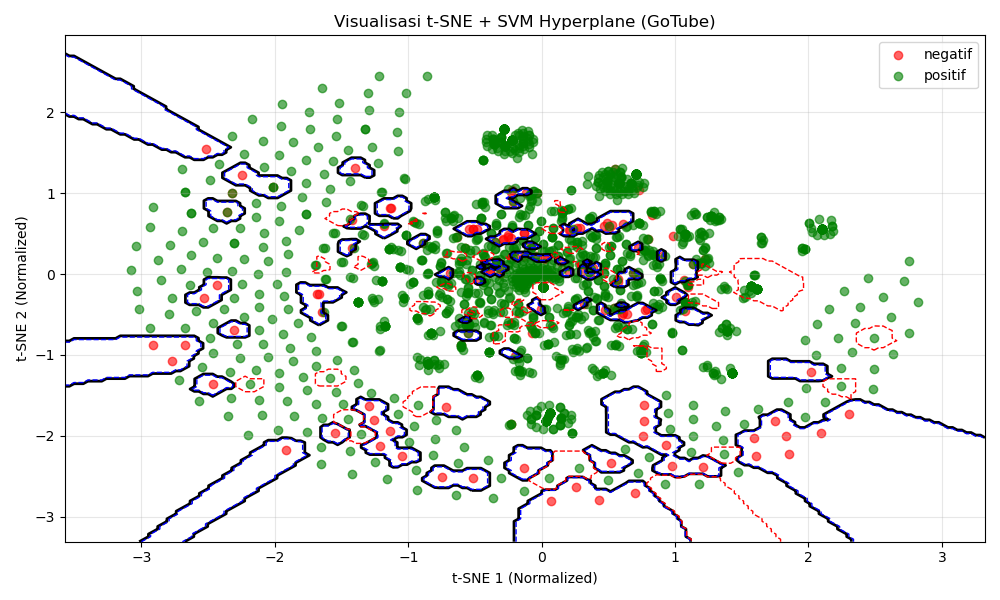 Visualisasi t-SNE + SVM Hyperplane (GoTube)
negatif
positif
t-SNE 2 (Normalized)
2
1
0
−1
−2
−3
−3
−2
−1
0
1
2
3
t-SNE 1 (Normalized)